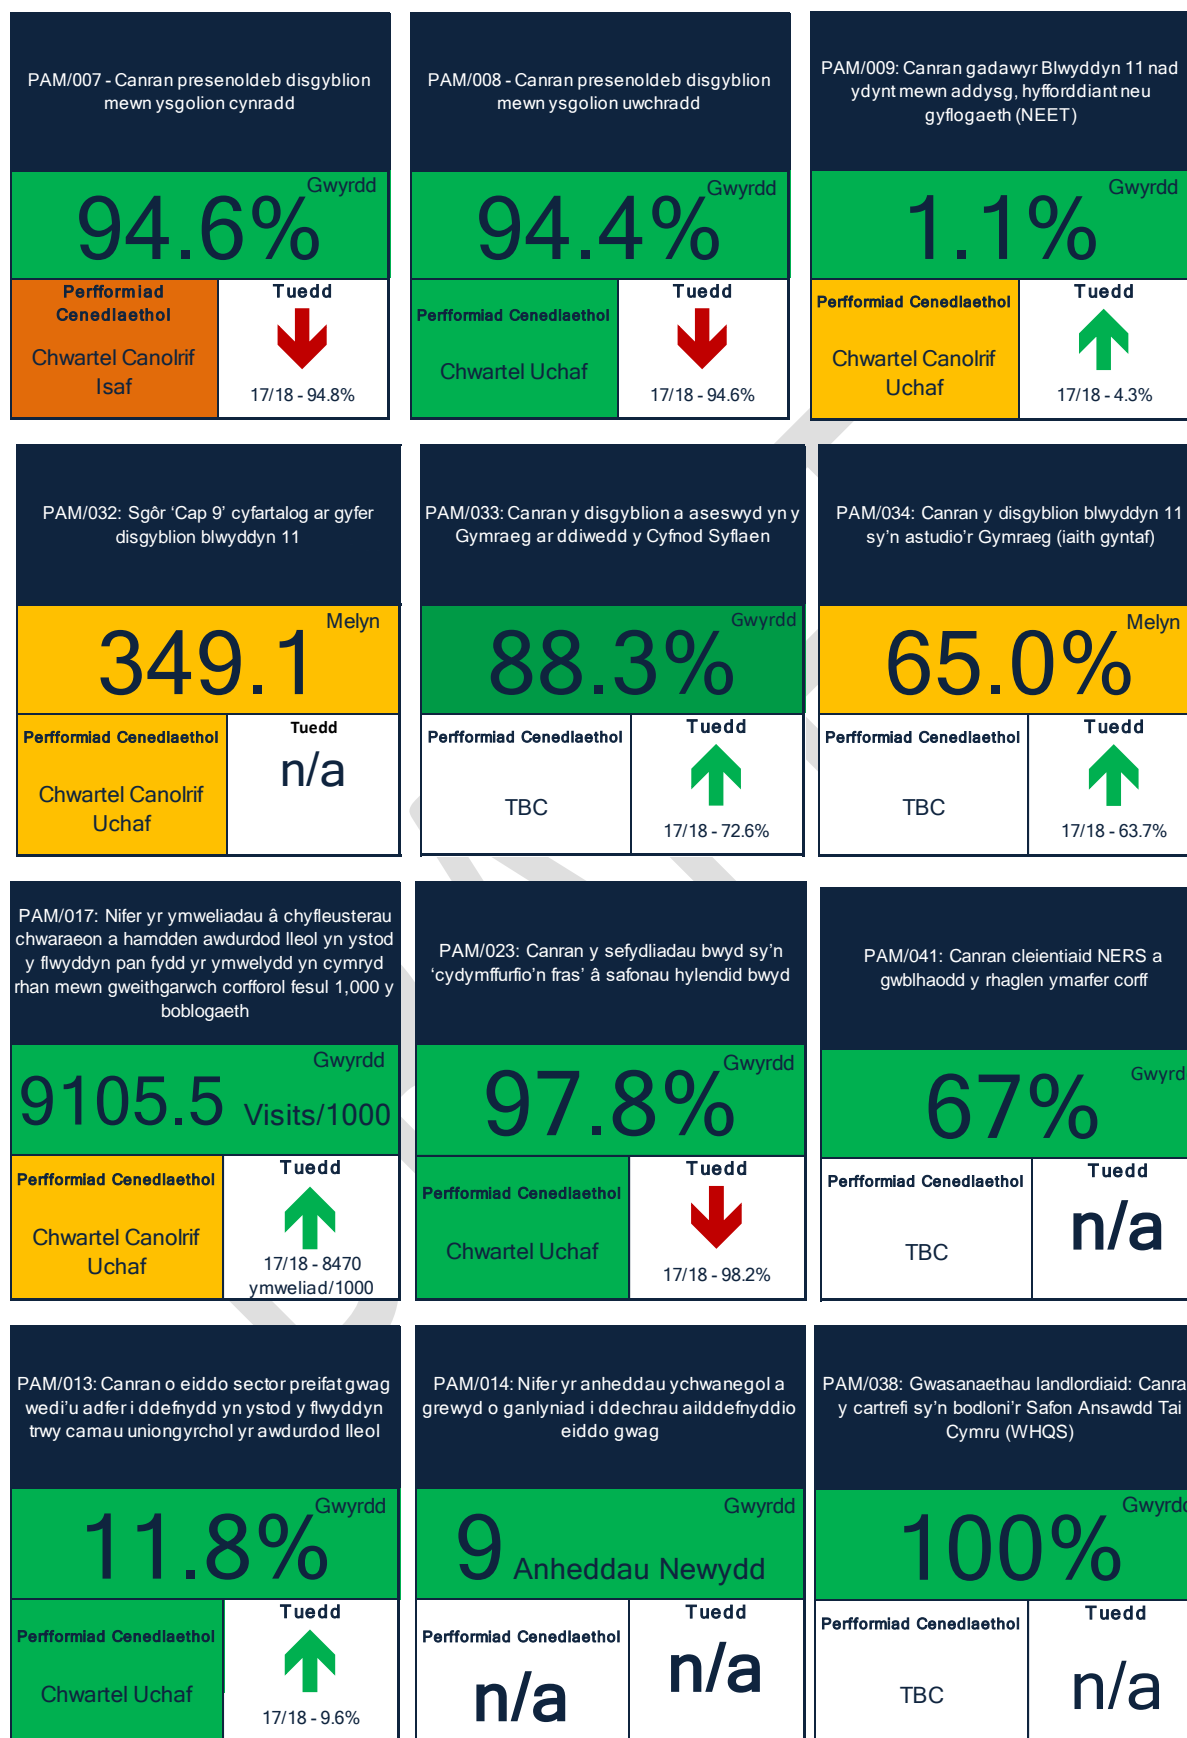 PAM/007 - Canran presenoldeb disgyblion
mewn ysgolion cynradd
Gwyrdd
94.6%
Perfformiad
Cenedlaethol
Chwartel Canolrif
Isaf
Tuedd
17/18 - 94.8%
PAM/008 - Canran presenoldeb disgyblion
mewn ysgolion uwchradd
Gwyrdd
94.4%
Perfformiad Cenedlaethol
Chwartel Uchaf
Tuedd
17/18 - 94.6%
PAM/009: Canran gadawyr Blwyddyn 11 nad
ydynt mewn addysg, hyfforddiant neu
gyflogaeth (NEET)
Gwyrdd
1.1%
Perfformiad Cenedlaethol
Chwartel Canolrif
Uchaf
Tuedd
17/18 - 4.3%
PAM/032: Sgôr ‘Cap 9’ cyfartalog ar gyfer
disgyblion blwyddyn 11
Melyn
349.1
Perfformiad Cenedlaethol
Chwartel Canolrif
Uchaf
Tuedd
n/a
PAM/033: Canran y disgyblion a aseswyd yn y
Gymraeg ar ddiwedd y Cyfnod Syflaen
Gwyrdd
88.3%
Perfformiad Cenedlaethol
TBC
Tuedd
17/18 - 72.6%
PAM/034: Canran y disgyblion blwyddyn 11
sy’n astudio’r Gymraeg (iaith gyntaf)
Melyn
65.0%
Perfformiad Cenedlaethol
TBC
Tuedd
17/18 - 63.7%
PAM/017: Nifer yr ymweliadau â chyfleusterau
chwaraeon a hamdden awdurdod lleol yn ystod
y flwyddyn pan fydd yr ymwelydd yn cymryd
rhan mewn gweithgarwch corfforol fesul 1,000 y
boblogaeth
Gwyrdd
9105.5 Visits/1000
Perfformiad Cenedlaethol
Chwartel Canolrif
Uchaf
Tuedd
17/18 - 8470
ymweliad/1000
PAM/023: Canran y sefydliadau bwyd sy’n
‘cydymffurfio’n fras’ â safonau hylendid bwyd
Gwyrdd
97.8%
Perfformiad Cenedlaethol
Chwartel Uchaf
Tuedd
17/18 - 98.2%
PAM/041: Canran cleientiaid NERS a
gwblhaodd y rhaglen ymarfer corff
Gwyrd
67%
Perfformiad Cenedlaethol
TBC
Tuedd
n/a
PAM/013: Canran o eiddo sector preifat gwag
wedi’u adfer i ddefnydd yn ystod y flwyddyn
trwy camau uniongyrchol yr awdurdod lleol
Gwyrdd
11.8%
Perfformiad Cenedlaethol
Chwartel Uchaf
Tuedd
17/18 - 9.6%
PAM/014: Nifer yr anheddau ychwanegol a
grewyd o ganlyniad i ddechrau ailddefnyddio
eiddo gwag
Gwyrdd
9 Anheddau Newydd
Perfformiad Cenedlaethol
n/a
Tuedd
n/a
PAM/038: Gwasanaethau landlordiaid: Canra
y cartrefi sy’n bodloni’r Safon Ansawdd Tai
Cymru (WHQS)
Gwyrdd
100%
Perfformiad Cenedlaethol
TBC
Tuedd
n/a